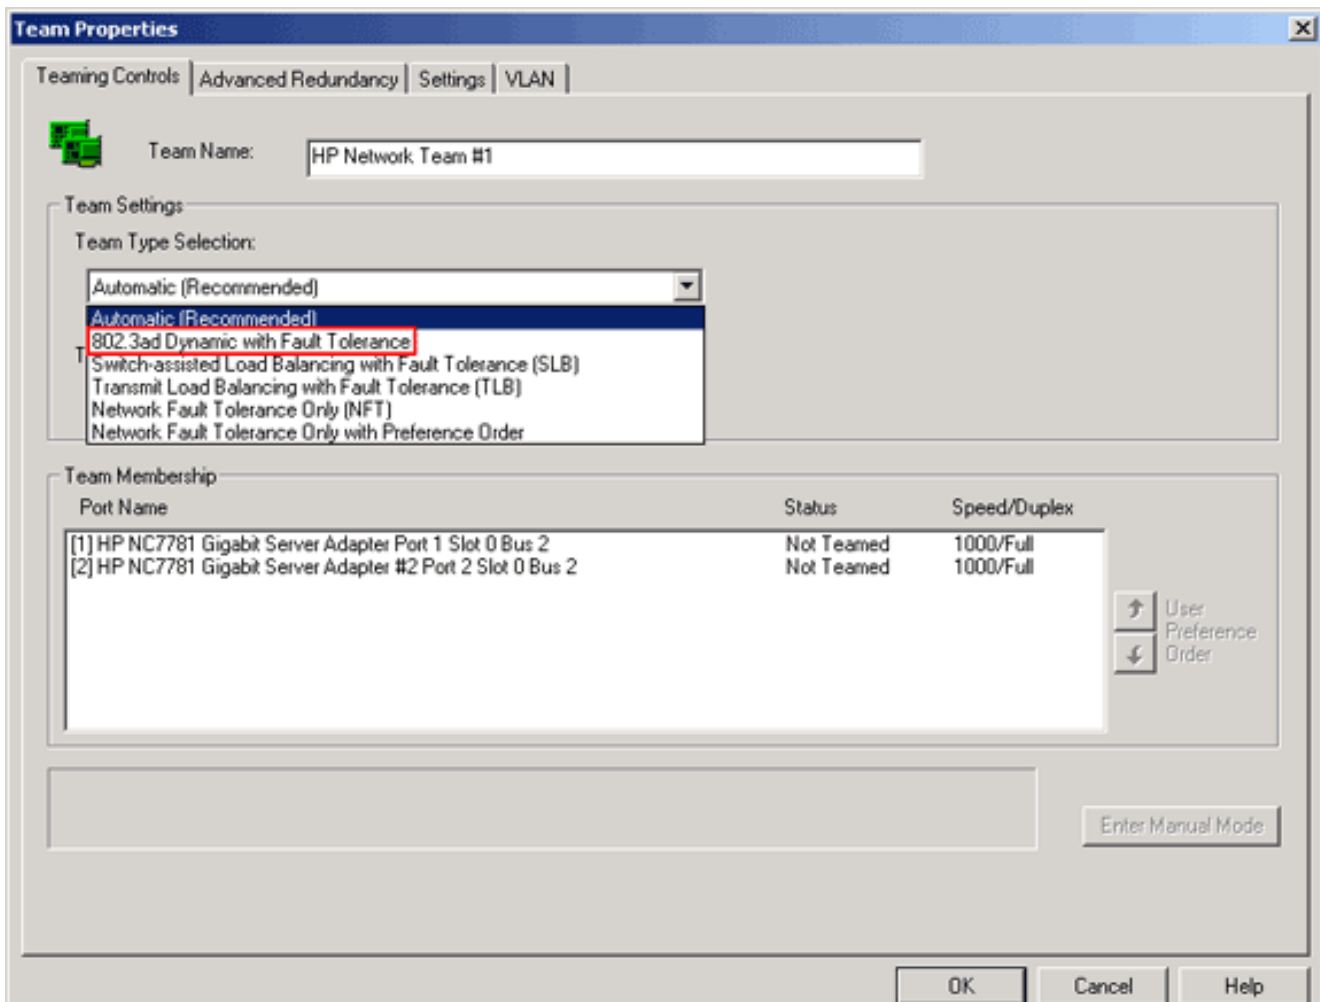 Team Properties
Teaming Controls
Advanced Redundancy
Settings
VLAN
Team Name:
HP Network Team #1
Team Settings
Team Type Selection:
Automatic (Recommended)
Automatic (Recommended)
802.3ad Dynamic with Fault Tolerance
Switch-assisted Load Balancing with Fault Tolerance (SLB)
Transmit Load Balancing with Fault Tolerance (TLB)
Network Fault Tolerance Only (NFT)
Network Fault Tolerance Only with Preference Order
Team Membership
Port Name Status Speed/Duplex
[1] HP NC7781 Gigabit Server Adapter Port 1 Slot 0 Bus 2 Not Teamed 1000/Full
[2] HP NC7781 Gigabit Server Adapter #2 Port 2 Slot 0 Bus 2 Not Teamed 1000/Full
User
Preference
Order
Enter Manual Mode
OK
Cancel
Help